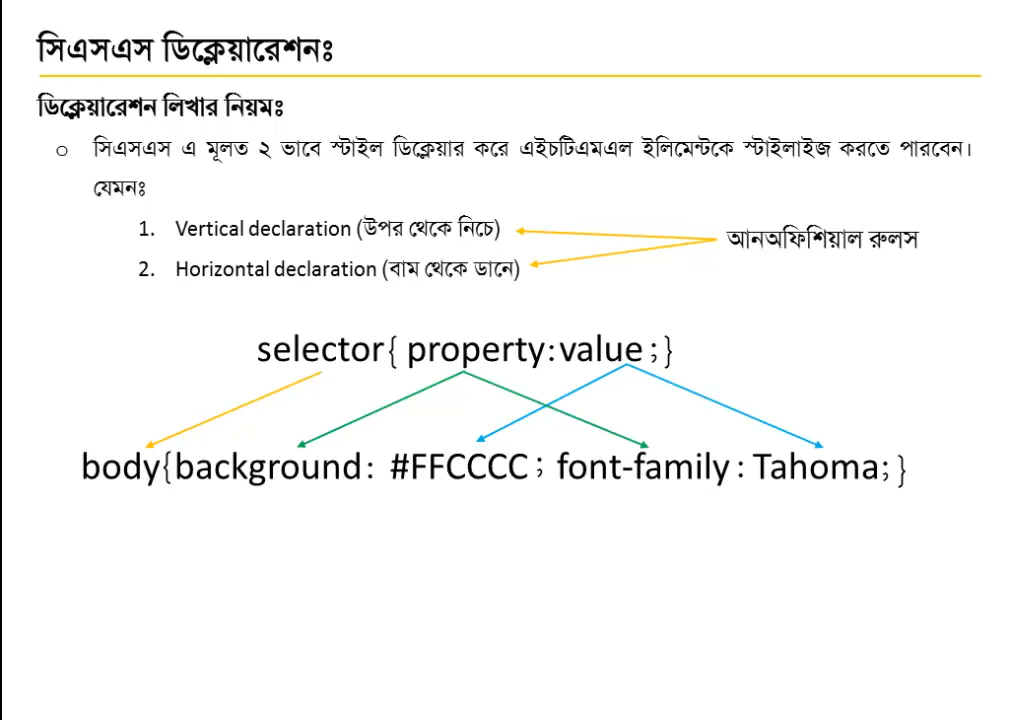 সিএসএস ডিক্লেয়ারেশনঃ
ডিক্লেয়ারেশন লিখার নিয়মঃ
o সিএসএস এ মূলত ২ ভাবে স্টাইল ডিক্লেয়ার করে এইচটিএমএল ইলিমেন্টকে স্টাইলাইজ করতে পারবেন।
যেমনঃ
1. Vertical declaration (উপর থেকে নিচে)
আনঅফিশিয়াল রুলস
2. Horizontal declaration (বাম থেকে ডানে)
selector{ property:value ;}
body{background: #FFCCCC ; font-family : Tahoma; }